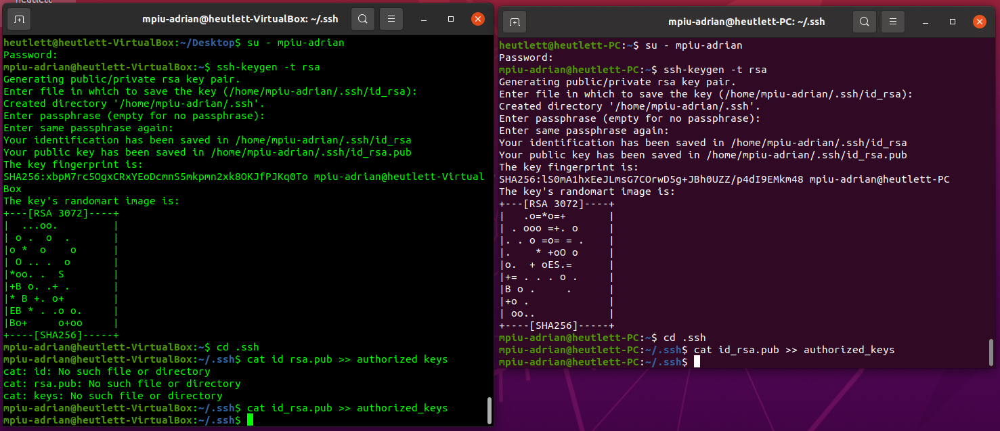 mpiu-adrian@heutlett-VirtualBox: ~/.ssh
heutlett@heutlett-VirtualBox:~/Desktop$ su - mpiu-adrian
Password:
mpiu-adrian@heutlett-VirtualBox:~$ ssh-keygen -t rsa
Generating public/private rsa key pair.
Enter file in which to save the key (/home/mpiu-adrian/.ssh/id_rsa):
Created directory '/home/mpiu-adrian/.ssh'.
Enter passphrase (empty for no passphrase):
Enter same passphrase again:
Your identification has been saved in /home/mpiu-adrian/.ssh/id_rsa
Your public key has been saved in /home/mpiu-adrian/.ssh/id_rsa.pub
The key fingerprint is:
SHA256:xbpM7rc5OgxCRxYEoDcmnS5mkpmn2xk8OKJfPJKq0To mpiu-adrian@heutlett-Virtual
Box
The key's randomart image is:
+---[RSA 3072]----+
|  ...oo.         |
| o .  o  .       |
|o *  o    o      |
| O .. .  o       |
|*oo. .  S        |
|+B o. .+ .       |
|* B +. o+        |
|EB * . .o o.     |
|Bo+     o+oo     |
+----[SHA256]-----+
mpiu-adrian@heutlett-VirtualBox:~$ cd .ssh
mpiu-adrian@heutlett-VirtualBox:~/.ssh$ cat id rsa.pub >> authorized keys
cat: id: No such file or directory
cat: rsa.pub: No such file or directory
cat: keys: No such file or directory
mpiu-adrian@heutlett-VirtualBox:~/.ssh$ cat id_rsa.pub >> authorized_keys
mpiu-adrian@heutlett-VirtualBox:~/.ssh$
mpiu-adrian@heutlett-PC: ~/.ssh
heutlett@heutlett-PC:~$ su - mpiu-adrian
Password:
mpiu-adrian@heutlett-PC:~$ ssh-keygen -t rsa
Generating public/private rsa key pair.
Enter file in which to save the key (/home/mpiu-adrian/.ssh/id_rsa):
Created directory '/home/mpiu-adrian/.ssh'.
Enter passphrase (empty for no passphrase):
Enter same passphrase again:
Your identification has been saved in /home/mpiu-adrian/.ssh/id_rsa
Your public key has been saved in /home/mpiu-adrian/.ssh/id_rsa.pub
The key fingerprint is:
SHA256:lS0mA1hxEeJLmsG7COrwD5g+JBh0UZZ/p4dI9EMkm48 mpiu-adrian@heutlett-PC
The key's randomart image is:
+---[RSA 3072]----+
|   .o=*o=+       |
| . ooo =+. o     |
|. . o =o= = .    |
|.    * +oO o     |
|o.  + oES.=      |
|+= . . . o .     |
|B o .     .      |
|+o .             |
| oo..            |
+----[SHA256]-----+
mpiu-adrian@heutlett-PC:~$ cd .ssh
mpiu-adrian@heutlett-PC:~/.ssh$ cat id_rsa.pub >> authorized_keys
mpiu-adrian@heutlett-PC:~/.ssh$